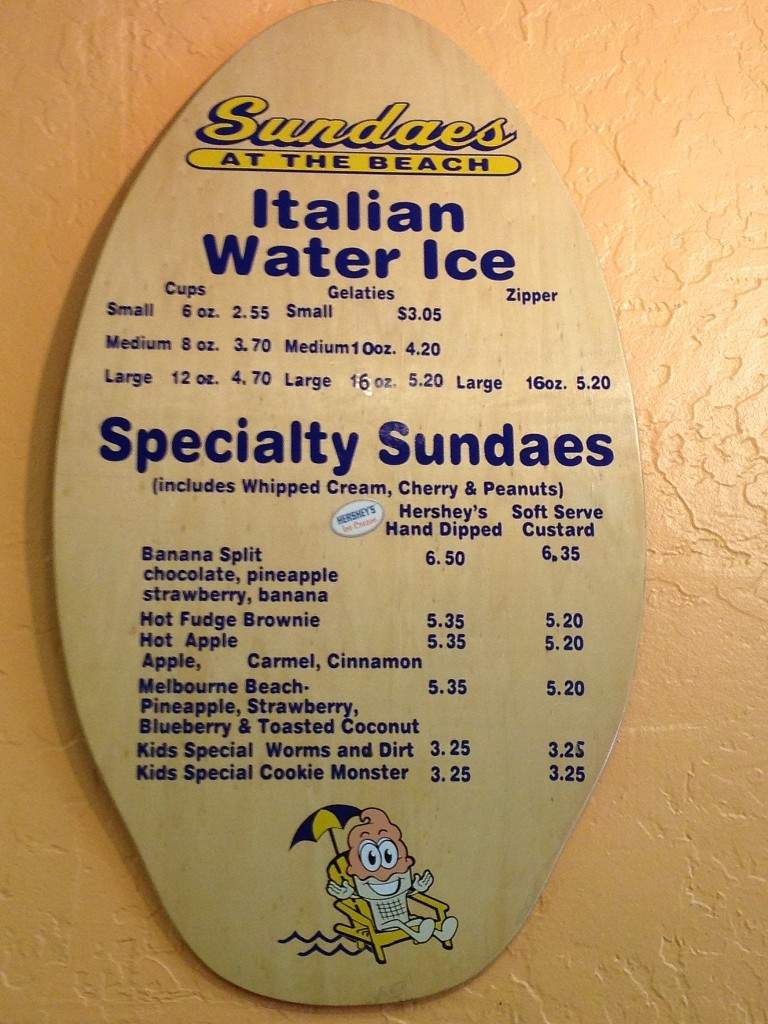 Sundaes
AT THE BEACH
Italian
Water Ice
Cups Gelaties Zipper
Small 6 oz. 2.55 Small $3.05
Medium 8 oz. 3.70 Medium 10oz. 4.20
Large 12 oz. 4.70 Large 16 oz. 5.20 Large 16oz. 5.20
Specialty Sundaes
(includes Whipped Cream, Cherry & Peanuts)
HERSHEY'S Hershey's Soft Serve
Ice Cream Hand Dipped Custard
Banana Split 6.50 6.35
chocolate, pineapple
strawberry, banana
Hot Fudge Brownie 5.35 5.20
Hot Apple 5.35 5.20
Apple, Carmel, Cinnamon
Melbourne Beach- 5.35 5.20
Pineapple, Strawberry,
Blueberry & Toasted Coconut
Kids Special Worms and Dirt 3.25 3.25
Kids Special Cookie Monster 3.25 3.25